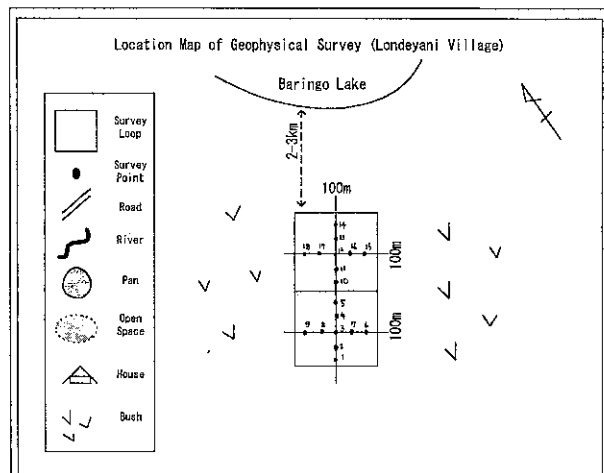 Location Map of Geophysical Survey (Londeyani Village)
Baringo Lake
2-3km
100m
Survey
Loop
Survey
Point
Road
River
Pan
Open
Space
House
Bush
14
13
18 17 12 16 15
100m
11
10
5
4
9 8 3 7 6
100m
2
1